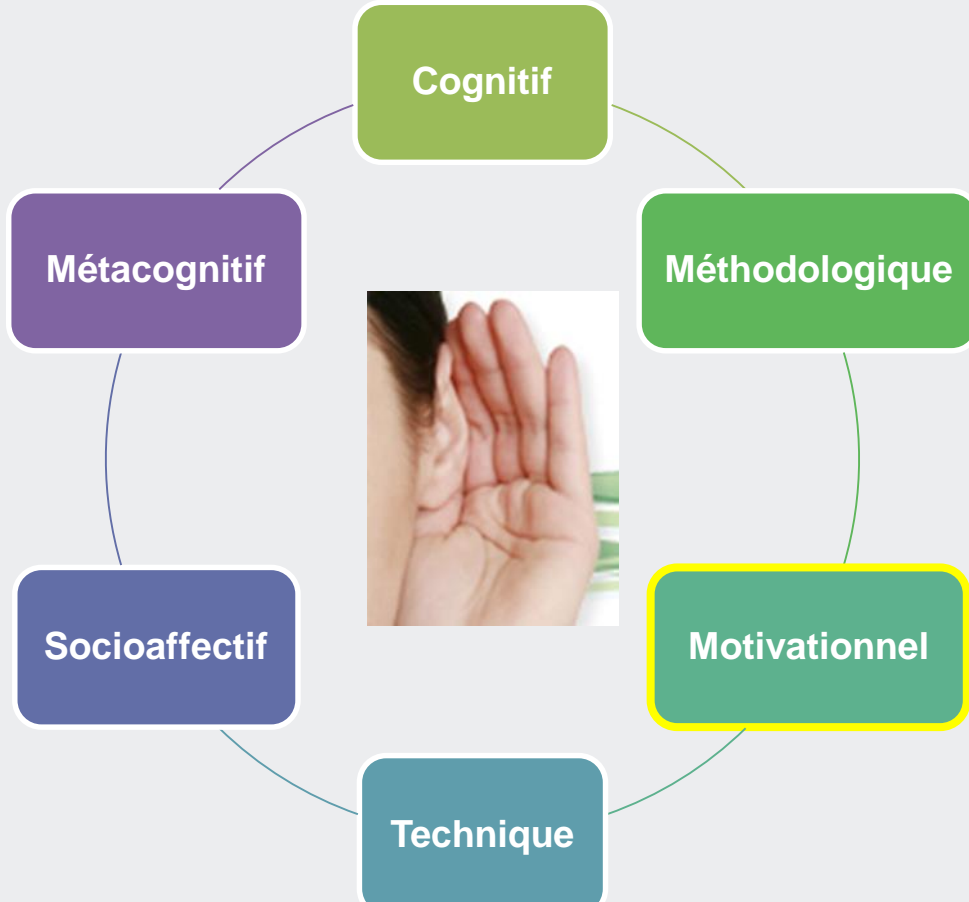 Cognitif
Méthodologique
Motivationnel
Technique
Socioaffectif
Métacognitif